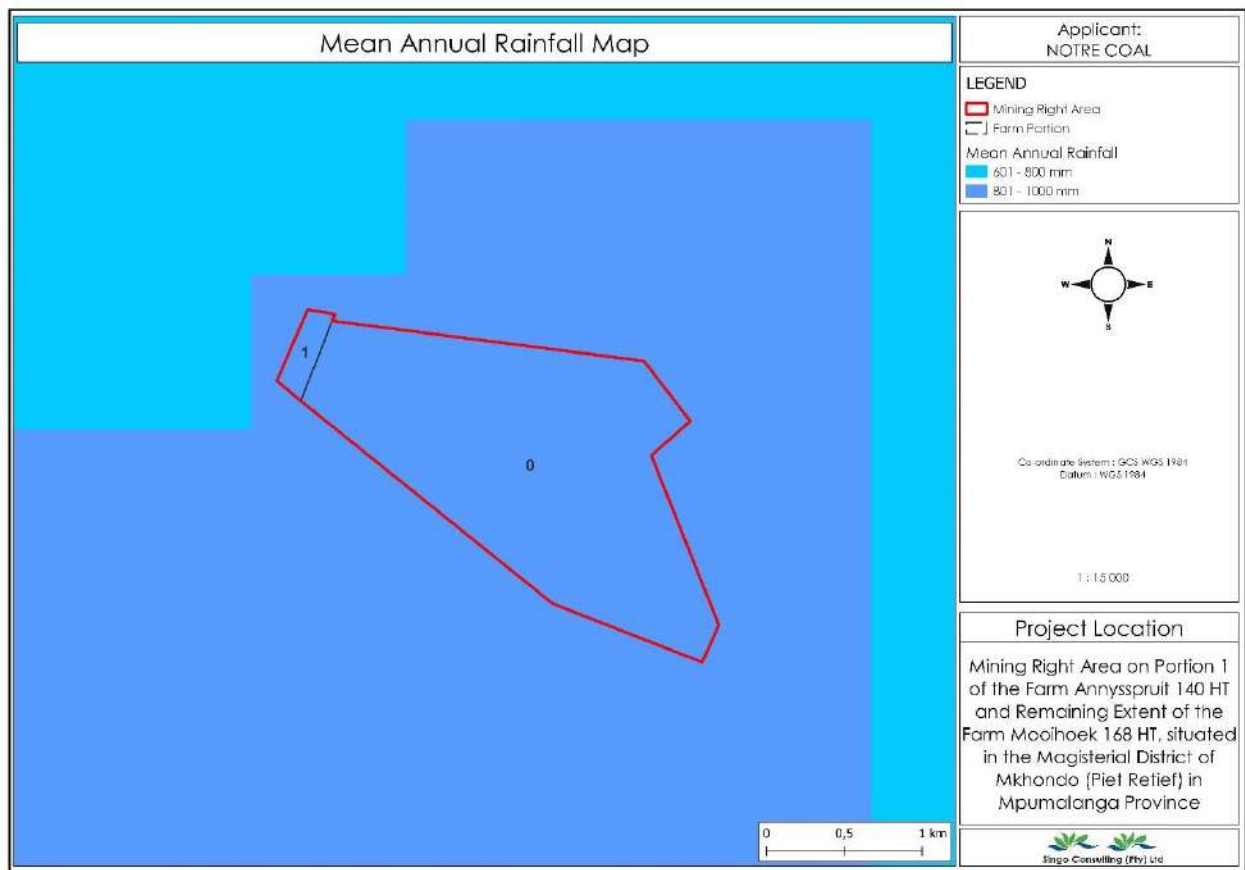 Mean Annual Rainfall Map
Applicant:
NOTRE COAL
LEGEND
Mining Right Area
Farm Portion
Mean Annual Rainfall
601 - 800 mm
801 - 1000 mm
N
W
E
S
Co-ordinate System : GCS WGS 1984
Datum : WGS 1984
1 : 15 000
Project Location
Mining Right Area on Portion 1
of the Farm Annysspruit 140 HT
and Remaining Extent of the
Farm Mooihoek 168 HT, situated
in the Magisterial District of
Mkhondo (Piet Retief) in
Mpumalanga Province
Singo Consulting (Pty) Ltd
1
0
0 0,5 1 km